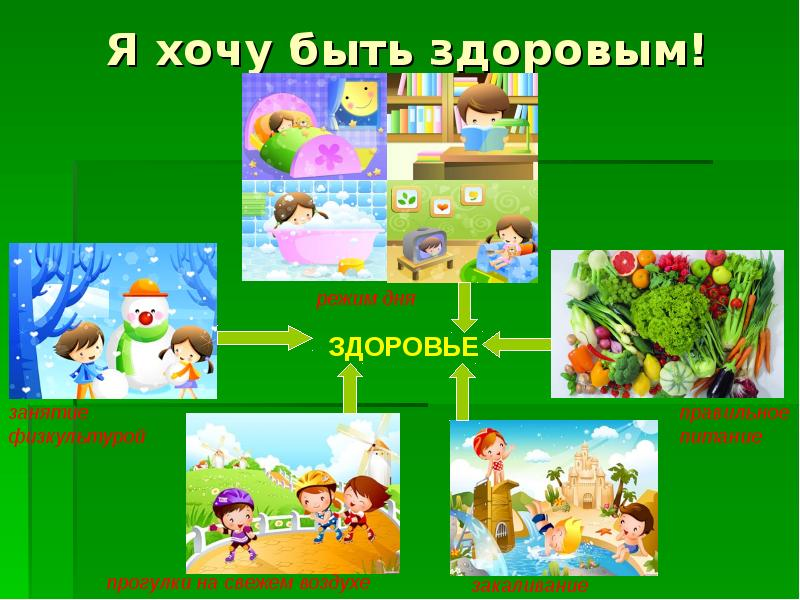 Я хочу быть здоровым!
режим дня
ЗДОРОВЬЕ
занятие
физкультурой
правильное
питание
прогулки на свежем воздухе
закаливание